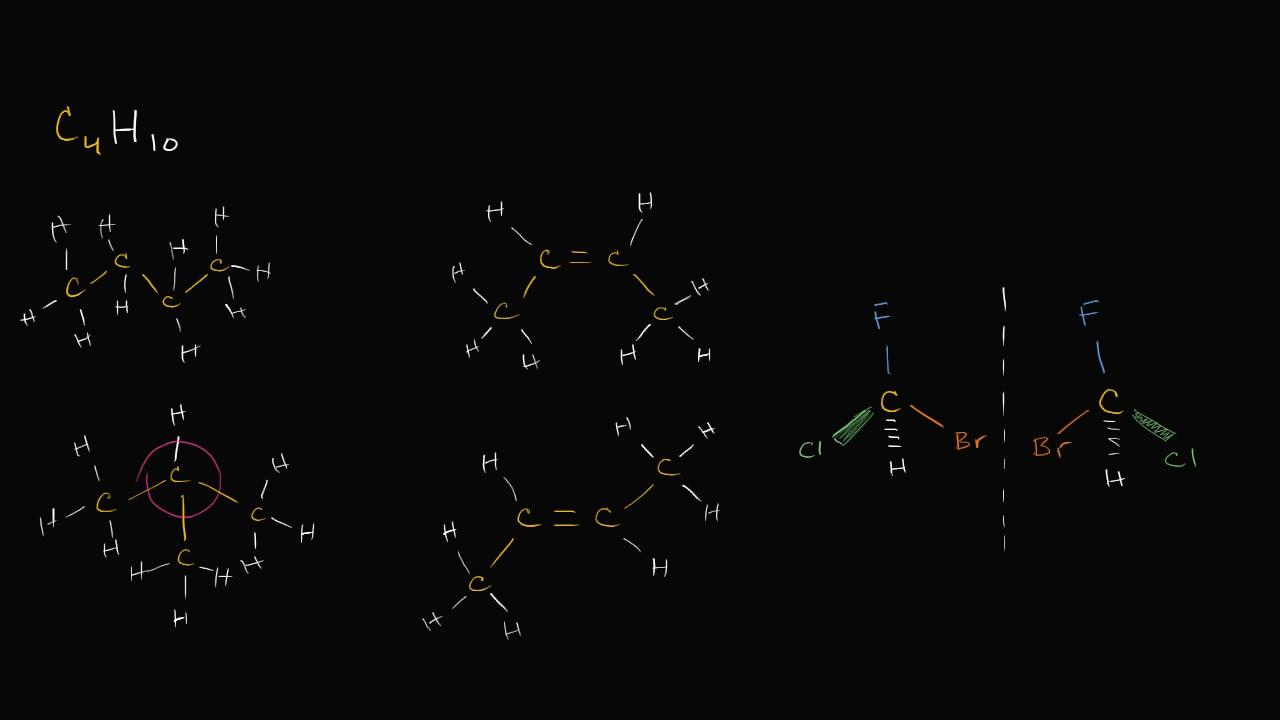 C4H10
H H H H
C C H C H
H H H C H
H H
H
H C H
C C
H H H H
H C H H
H
H H
C = C
H C C H
H H H H
H H H
C = C C H
H C H
H H
F
C
Cl Br
H
F
C
Br Cl
H